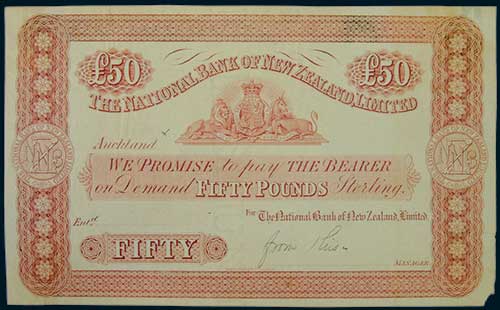 £50 £50
THE NATIONAL BANK OF NEW ZEALAND, LIMITED
Auckland
WE PROMISE to pay THE BEARER
on Demand FIFTY POUNDS Sterling.
For The National Bank of New Zealand, Limited.
Entd.
FIFTY
from
MANAGER